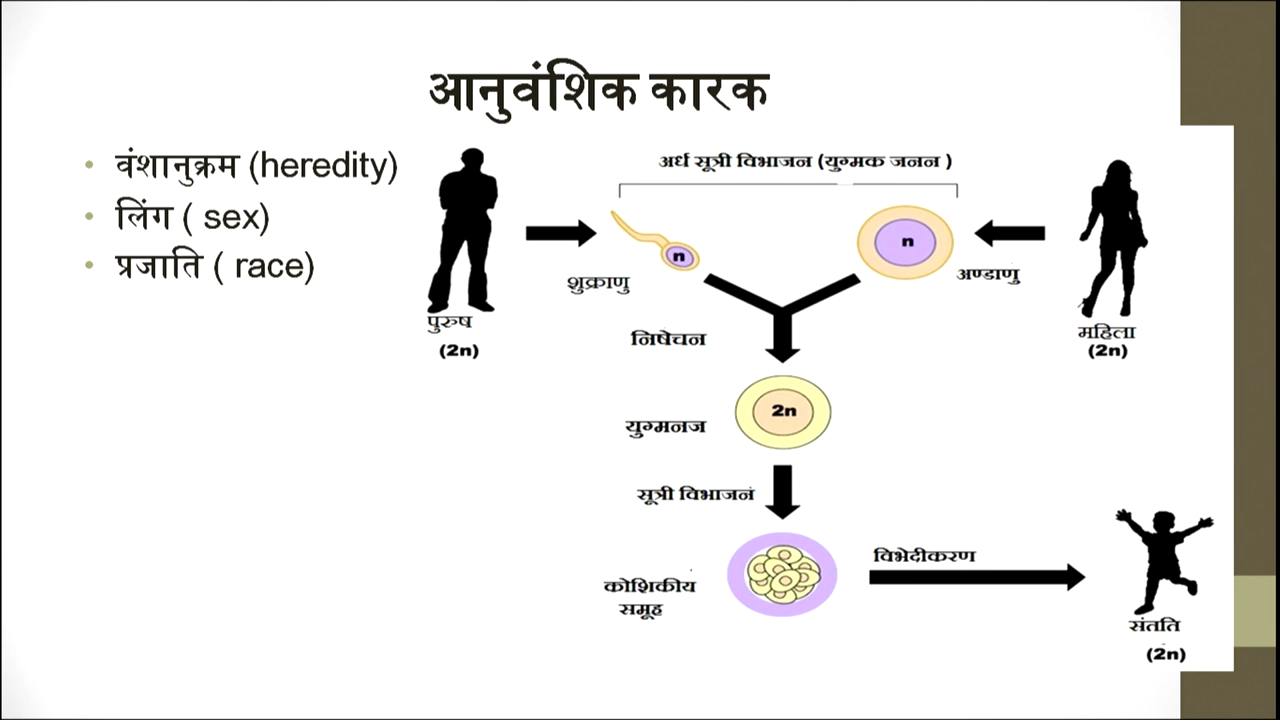 आनुवंशिक कारक
• वंशानुक्रम (heredity)
• लिंग ( sex)
• प्रजाति ( race)
अर्ध सूत्री विभाजन (युग्मक जनन )
n
n
शुक्राणु
अण्डाणु
पुरुष
(2n)
महिला
(2n)
निषेचन
2n
युग्मनज
सूत्री विभाजनं
कोशिकीय
समूह
विभेदीकरण
संतति
(2n)